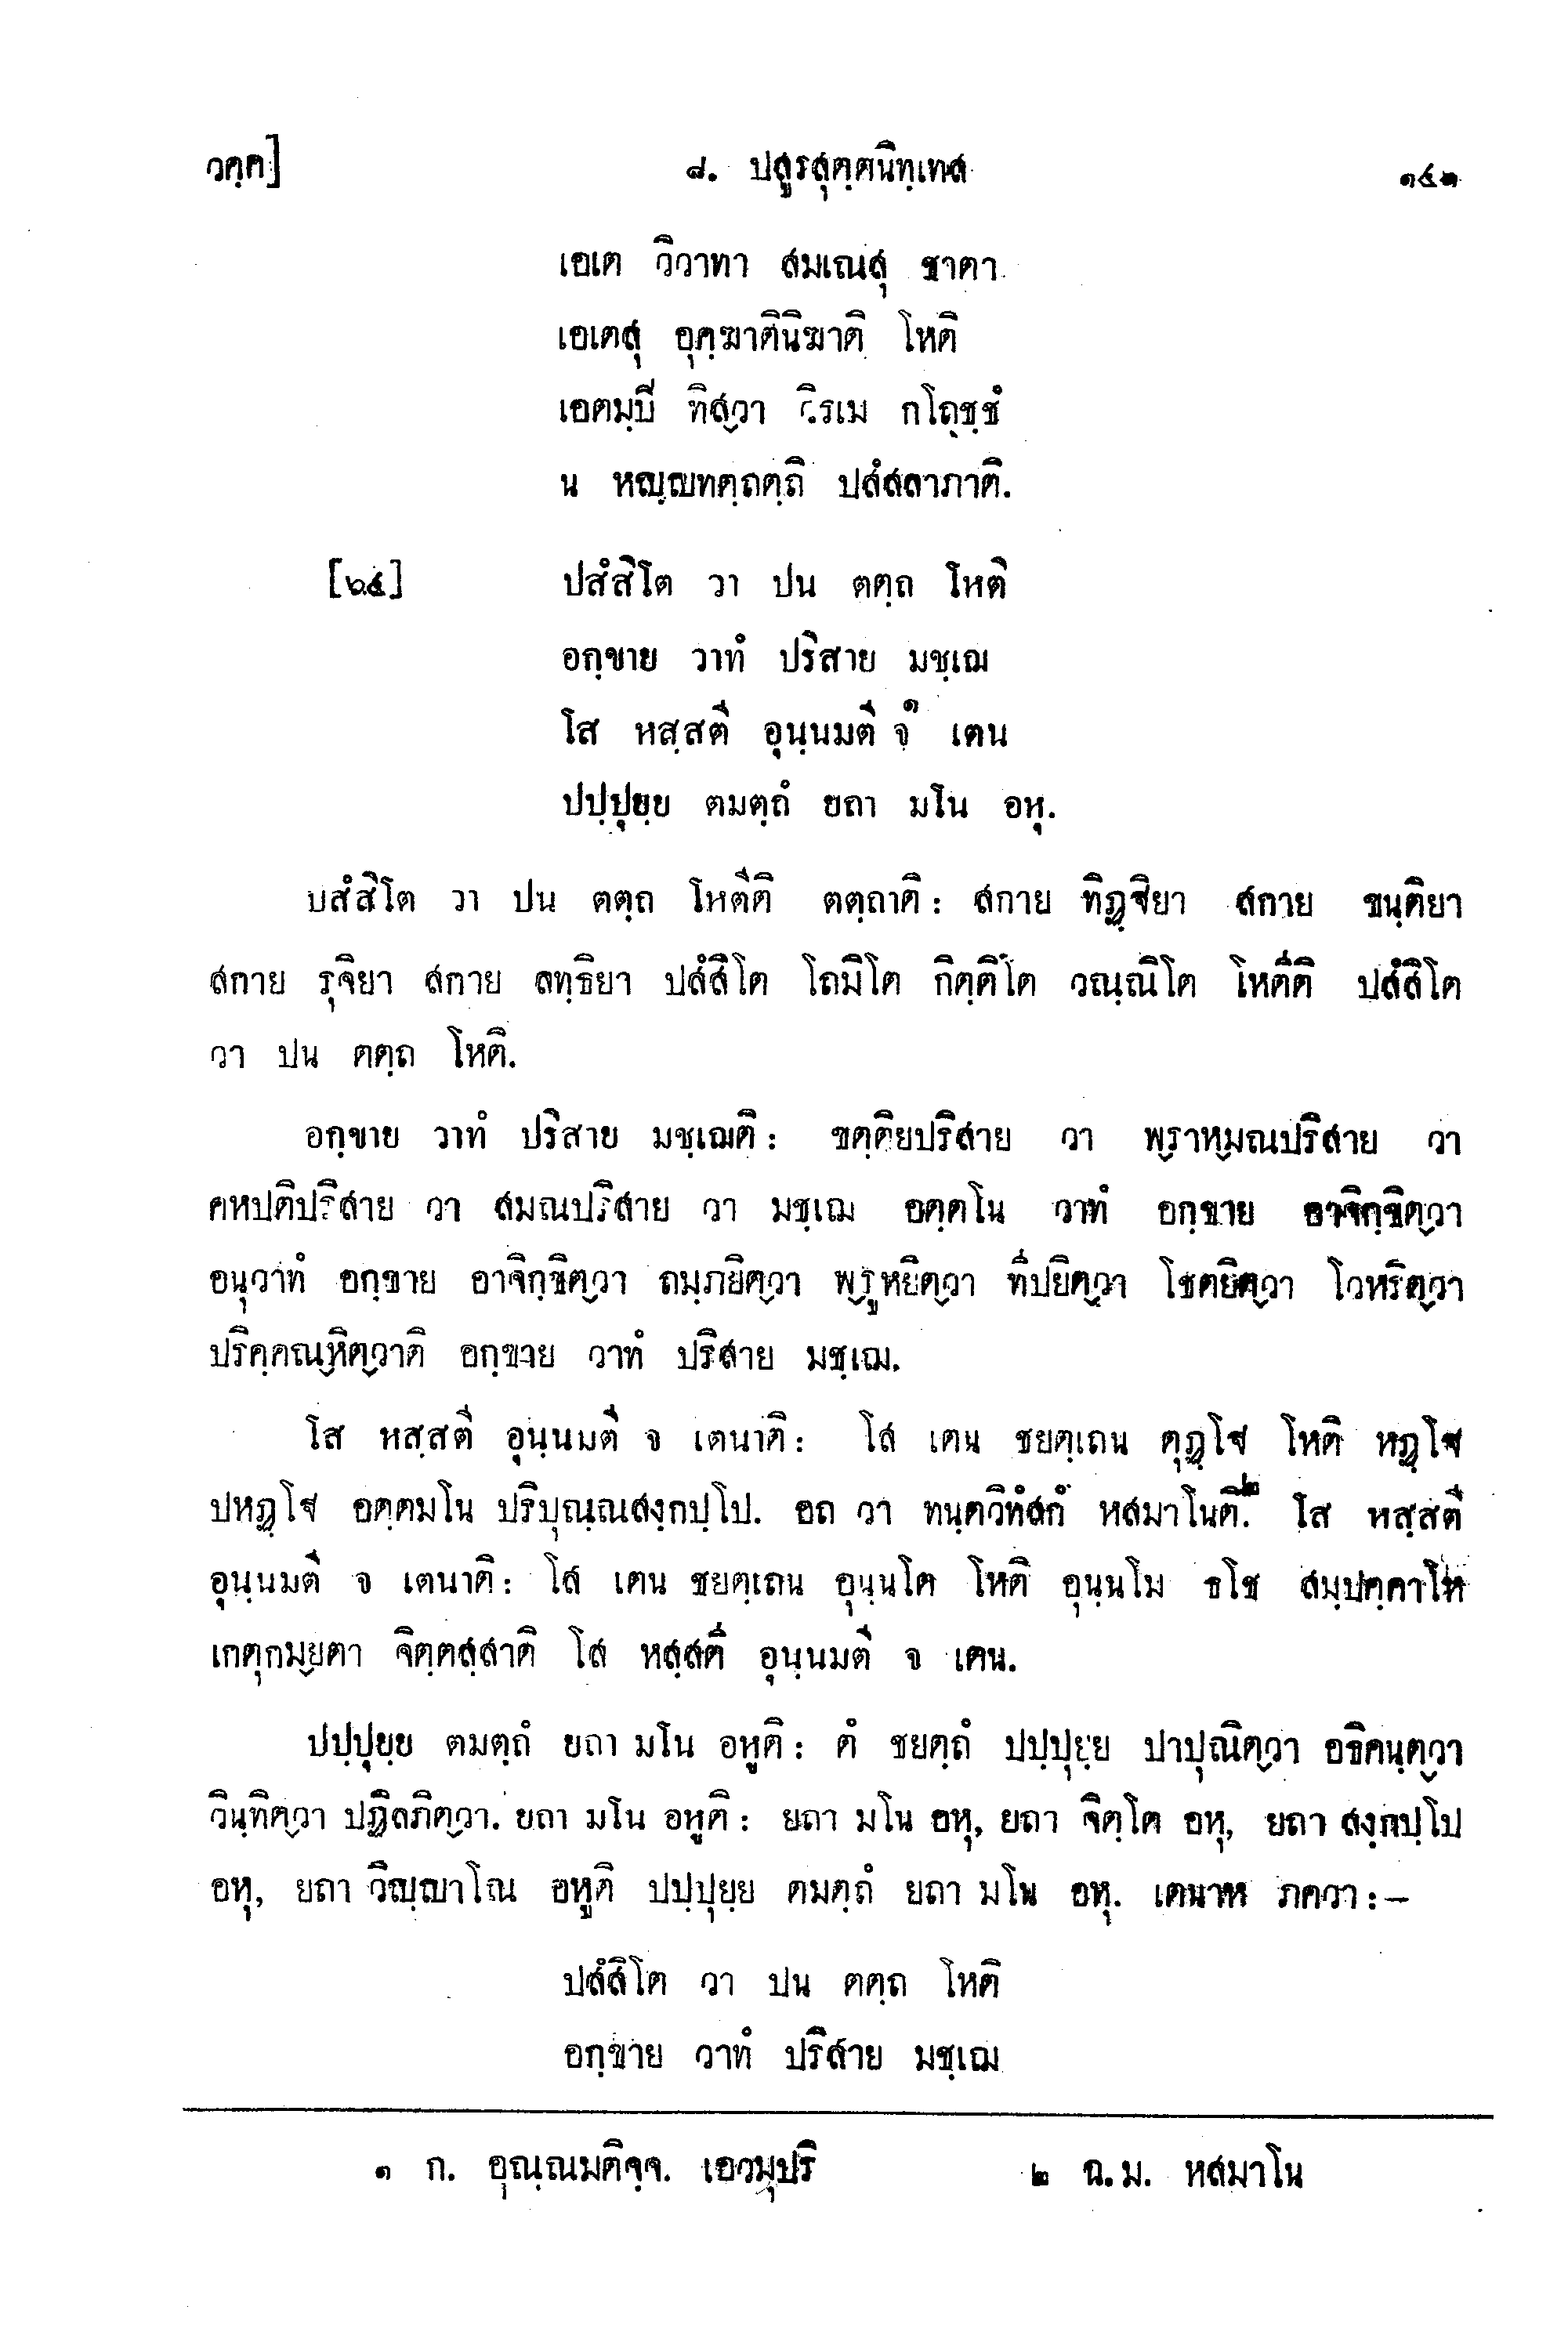 วคฺค]
๘. ปสูรสุตฺตนิทฺเทส
๑๔๑
เอเต วิวาทา สมเณสุ ชาตา
เอเตสุ อุคฺฆาตินิฆาติ โหติ
เอตมฺปี ทิสฺวา วิรเม กโถชฺชํ
น หญฺญทตฺถตฺถิ ปสํสลาภาติ.
[๖๕]
ปสํสิโต วา ปน ตตฺถ โหติ
อกฺขาย วาทํ ปริสาย มชฺเฌ
โส หสฺสตี อุนฺนมตี จ๑ เตน
ปปฺปุยฺย ตมตฺถํ ยถา มโน อหุ.
ปสํสิโต วา ปน ตตฺถ โหตีติ ตตฺถาติ: สกาย ทิฏฺฐิยา สกาย ขนฺติยา
สกาย รุจิยา สกาย ลทฺธิยา ปสํสิโต โถมิโต กิตฺติโต วณฺณิโต โหตีติ ปสํสิโต
วา ปน ตตฺถ โหติ.
อกฺขาย วาทํ ปริสาย มชฺเฌติ: ขตฺติยปริสาย วา พฺราหฺมณปริสาย วา
คหปติปริสาย วา สมณปริสาย วา มชฺเฌ อตฺตโน วาทํ อกฺขาย อาจิกฺขิตฺวา
อนุวาทํ อกฺขาย อาจิกฺขิตฺวา ถมฺภยิตฺวา พฺรูหยิตฺวา ทีปยิตฺวา โชตยิตฺวา โวหริตฺวา
ปริคฺคณฺหิตฺวาติ อกฺขาย วาทํ ปริสาย มชฺเฌ.
โส หสฺสตี อุนฺนมตี จ เตนาติ: โส เตน ชยตฺเถน ตุฏฺโฐ โหติ หฏฺโฐ
ปหฏฺโฐ อตฺตมโน ปริปุณฺณสงฺกปฺโป. อถ วา ทนฺตวิทํสกํ หสมาโนติ.๒ โส หสฺสตี
อุนฺนมตี จ เตนาติ: โส เตน ชยตฺเถน อุนฺนโต โหติ อุนฺนโม ธโช สมฺปคฺคาโห
เกตุกมฺยตา จิตฺตสฺสาติ โส หสฺสตี อุนฺนมตี จ เตน.
ปปฺปุยฺย ตมตฺถํ ยถา มโน อหูติ: ตํ ชยตฺถํ ปปฺปุยฺย ปาปุณิตฺวา อธิคนฺตฺวา
วินฺทิตฺวา ปฏิลภิตฺวา. ยถา มโน อหูติ: ยถา มโน อหุ, ยถา จิตฺโต อหุ, ยถา สงฺกปฺโป
อหุ, ยถา วิญฺญาโณ อหูติ ปปฺปุยฺย ตมตฺถํ ยถา มโน อหุ. เตนาห ภควา:–
ปสํสิโต วา ปน ตตฺถ โหติ
อกฺขาย วาทํ ปริสาย มชฺเฌ
๑ ก. อุณฺณมติจฺจ. เอวมุปริ
๒ ฉ.ม. หสมาโน